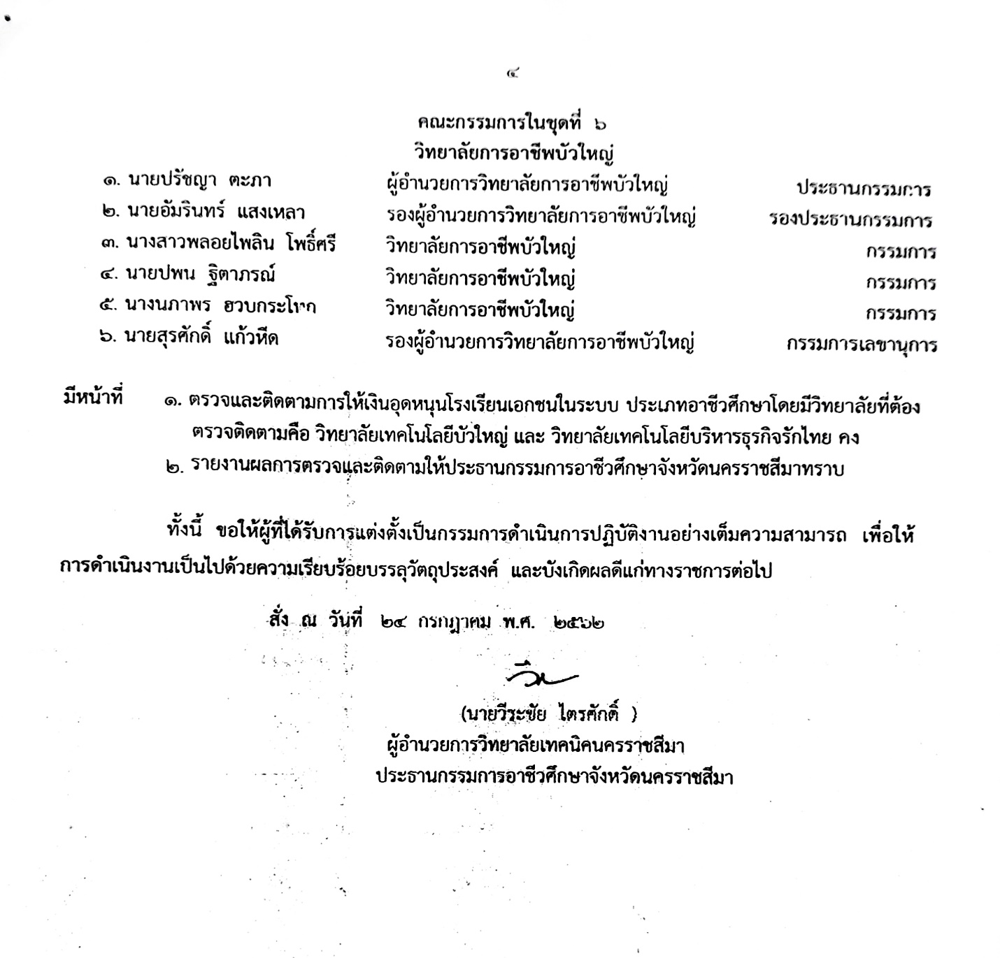 ๔
คณะกรรมการในชุดที่ ๖
วิทยาลัยการอาชีพบัวใหญ่
๑. นายปรัชญา ตะภา ผู้อำนวยการวิทยาลัยการอาชีพบัวใหญ่ ประธานกรรมการ
๒. นายอัมรินทร์ แสงเหลา รองผู้อำนวยการวิทยาลัยการอาชีพบัวใหญ่ รองประธานกรรมการ
๓. นางสาวพลอยไพลิน โพธิ์ศรี วิทยาลัยการอาชีพบัวใหญ่ กรรมการ
๔. นายปพน ฐิตาภรณ์ วิทยาลัยการอาชีพบัวใหญ่ กรรมการ
๕. นางนภาพร ฮวบกระโทก วิทยาลัยการอาชีพบัวใหญ่ กรรมการ
๖. นายสุรศักดิ์ แก้วหีด รองผู้อำนวยการวิทยาลัยการอาชีพบัวใหญ่ กรรมการเลขานุการ
มีหน้าที่ ๑. ตรวจและติดตามการให้เงินอุดหนุนโรงเรียนเอกชนในระบบ ประเภทอาชีวศึกษาโดยมีวิทยาลัยที่ต้อง
ตรวจติดตามคือ วิทยาลัยเทคโนโลยีบัวใหญ่ และ วิทยาลัยเทคโนโลยีบริหารธุรกิจรักไทย คง
๒. รายงานผลการตรวจและติดตามให้ประธานกรรมการอาชีวศึกษาจังหวัดนครราชสีมาทราบ
ทั้งนี้ ขอให้ผู้ที่ได้รับการแต่งตั้งเป็นกรรมการดำเนินการปฏิบัติงานอย่างเต็มความสามารถ เพื่อให้
การดำเนินงานเป็นไปด้วยความเรียบร้อยบรรลุวัตถุประสงค์ และบังเกิดผลดีแก่ทางราชการต่อไป
สั่ง ณ วันที่ ๒๔ กรกฎาคม พ.ศ. ๒๕๖๒
(นายวีระชัย ไตรศักดิ์ )
ผู้อำนวยการวิทยาลัยเทคนิคนครราชสีมา
ประธานกรรมการอาชีวศึกษาจังหวัดนครราชสีมา